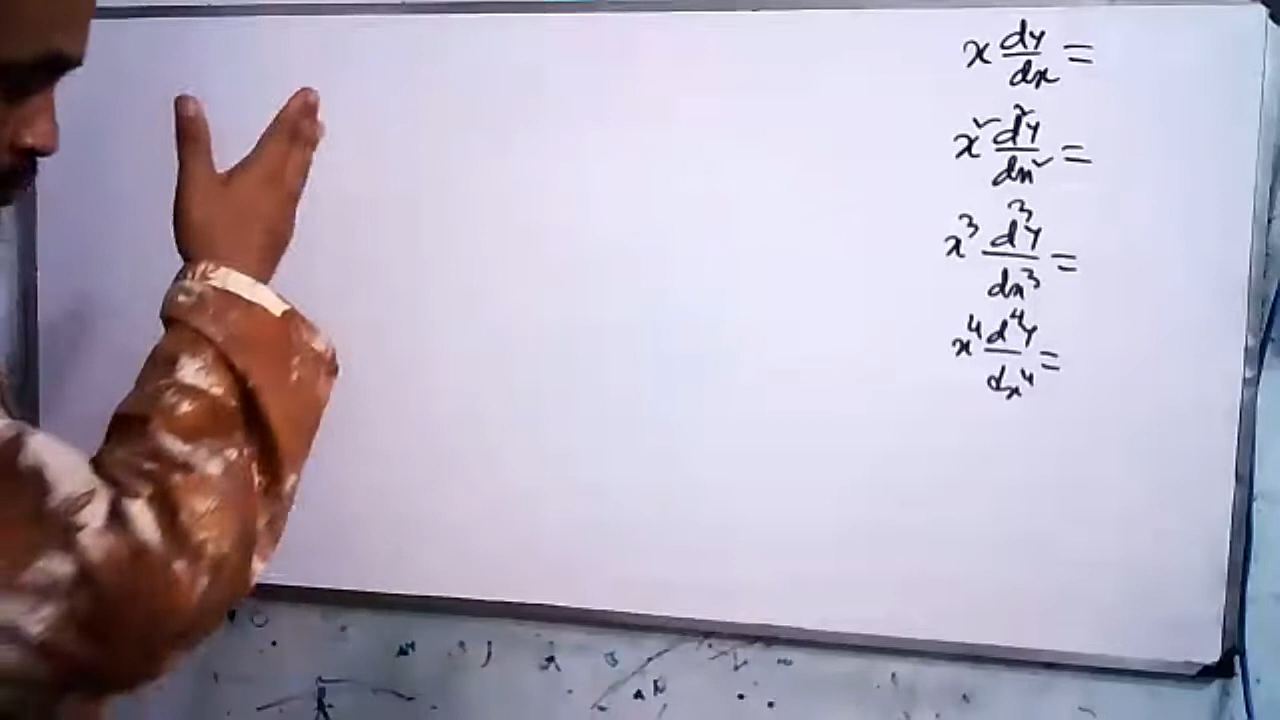 x dy/dx =
x² d²y/dx² =
x³ d³y/dx³ =
x⁴ d⁴y/dx⁴ =